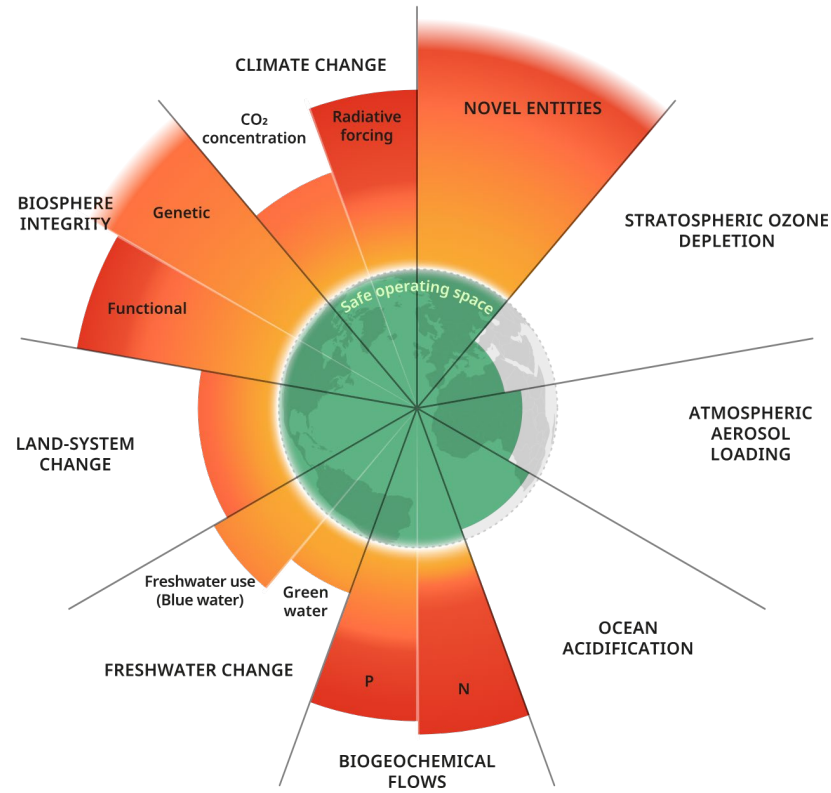 CLIMATE CHANGE
CO₂
concentration
Radiative
forcing
NOVEL ENTITIES
STRATOSPHERIC OZONE
DEPLETION
ATMOSPHERIC
AEROSOL
LOADING
OCEAN
ACIDIFICATION
BIOGEOCHEMICAL
FLOWS
P
N
FRESHWATER CHANGE
Freshwater use
(Blue water)
Green
water
LAND-SYSTEM
CHANGE
BIOSPHERE
INTEGRITY
Genetic
Functional
Safe operating space